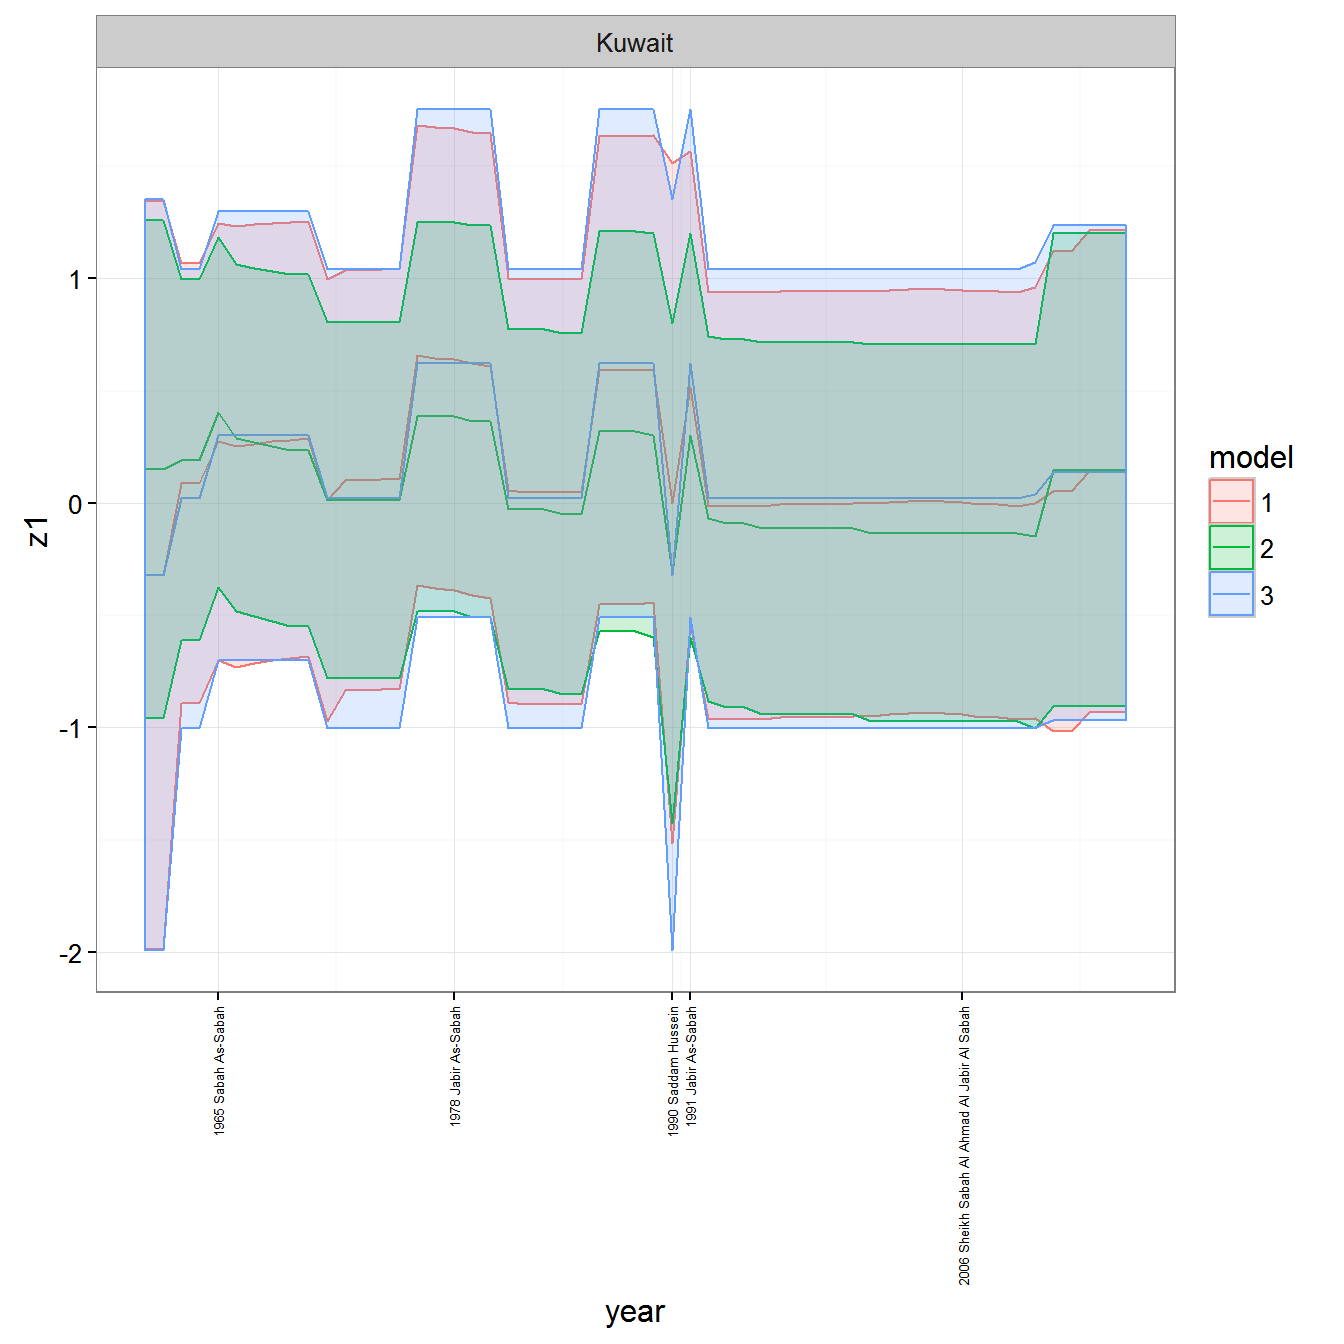 Kuwait
z1
1
0
-1
-2
1965 Sabah As-Sabah
1978 Jabir As-Sabah
1990 Saddam Hussein
1991 Jabir As-Sabah
2006 Sheikh Sabah Al Ahmad Al Jabir Al Sabah
year
model
1
2
3